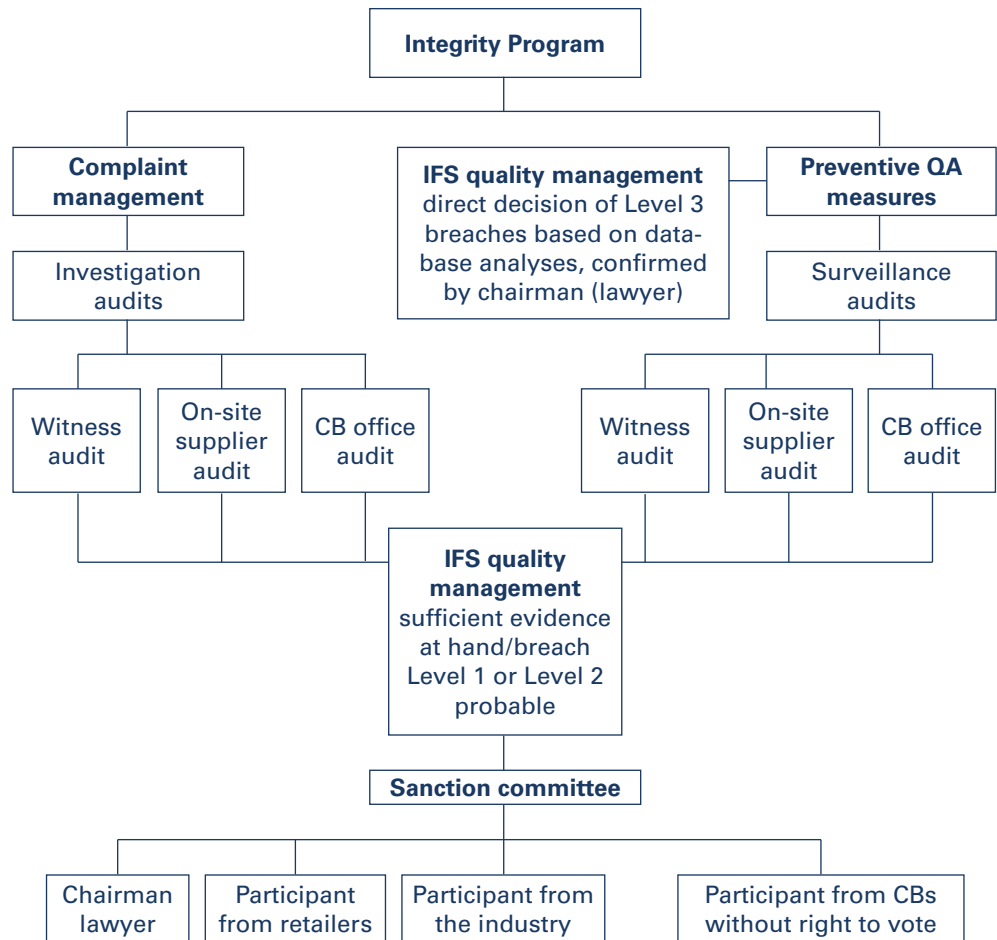 Integrity Program
Complaint
management
IFS quality management
direct decision of Level 3
breaches based on data-
base analyses, confirmed
by chairman (lawyer)
Preventive QA
measures
Investigation
audits
Surveillance
audits
Witness
audit
On-site
supplier
audit
CB office
audit
Witness
audit
On-site
supplier
audit
CB office
audit
IFS quality
management
sufficient evidence
at hand/breach
Level 1 or Level 2
probable
Sanction committee
Chairman
lawyer
Participant
from retailers
Participant from
the industry
Participant from CBs
without right to vote